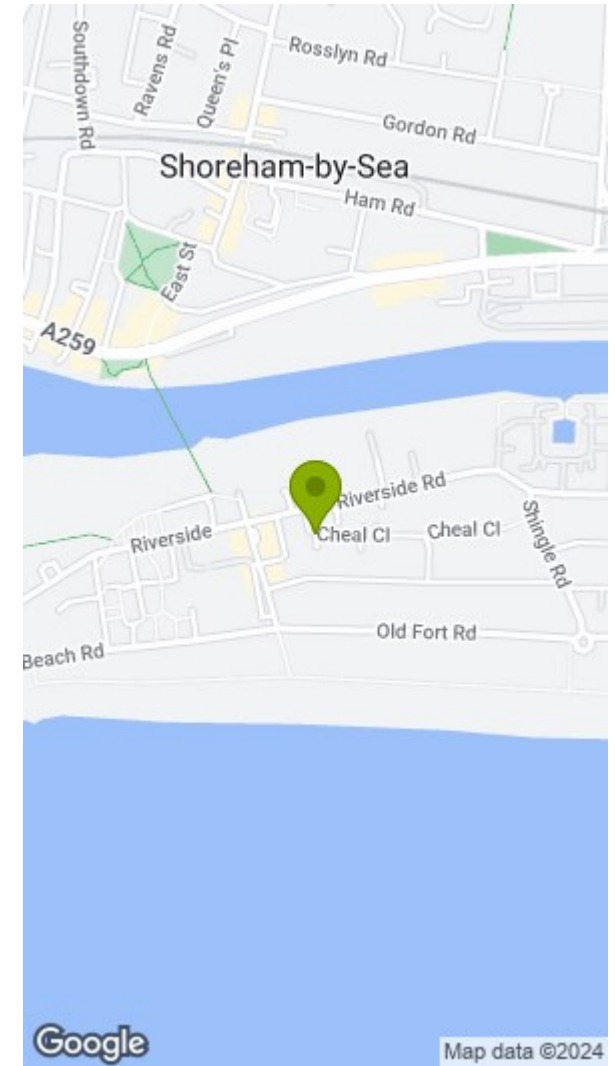 Southdown Rd
Ravens Rd
Queen's Pl
Rosslyn Rd
Gordon Rd
Shoreham-by-Sea
Ham Rd
East St
A259
Riverside Rd
Riverside
Cheal Cl
Cheal Cl
Shingle Rd
Old Fort Rd
Beach Rd
Google
Map data ©2024